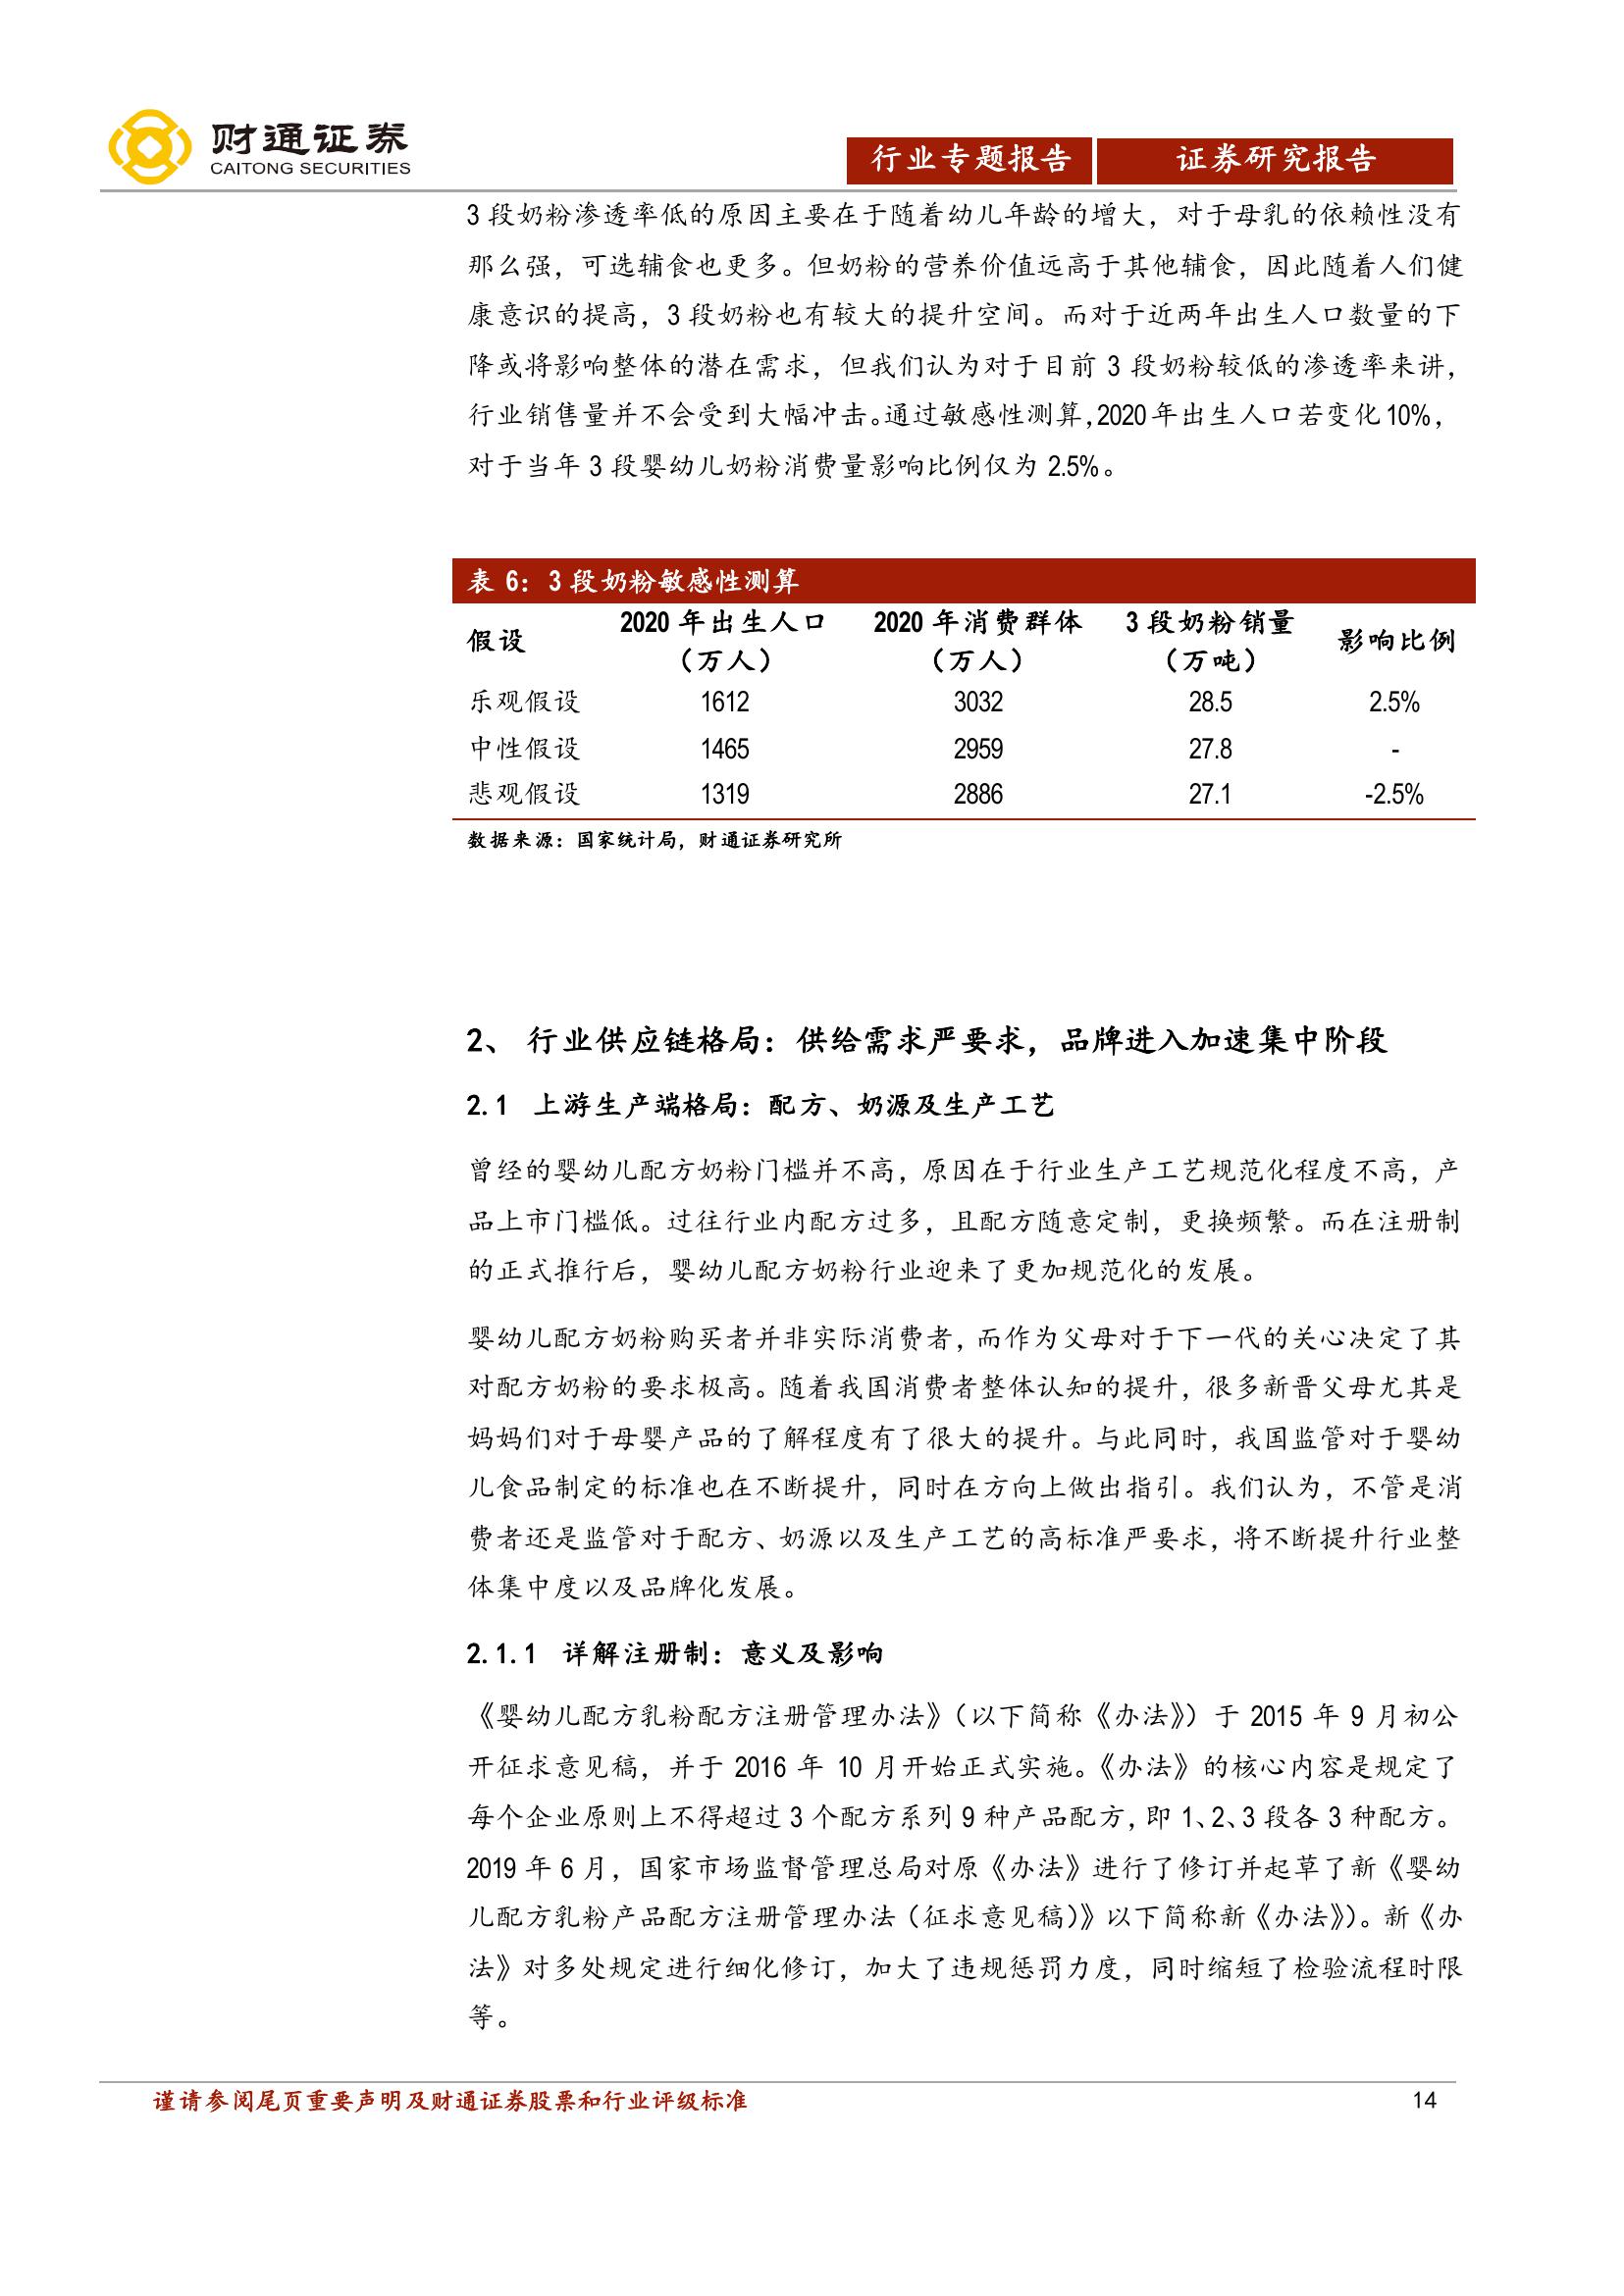 财通证券
CAITONG SECURITIES
行业专题报告 证券研究报告
3 段奶粉渗透率低的原因主要在于随着幼儿年龄的增大，对于母乳的依赖性没有
那么强，可选辅食也更多。但奶粉的营养价值远高于其他辅食，因此随着人们健
康意识的提高，3 段奶粉也有较大的提升空间。而对于近两年出生人口数量的下
降或将影响整体的潜在需求，但我们认为对于目前 3 段奶粉较低的渗透率来讲，
行业销售量并不会受到大幅冲击。通过敏感性测算，2020 年出生人口若变化 10%，
对于当年 3 段婴幼儿奶粉消费量影响比例仅为 2.5%。
表 6：3 段奶粉敏感性测算
假设 2020 年出生人口（万人） 2020 年消费群体（万人） 3 段奶粉销量（万吨） 影响比例
乐观假设 1612 3032 28.5 2.5%
中性假设 1465 2959 27.8 -
悲观假设 1319 2886 27.1 -2.5%
数据来源：国家统计局，财通证券研究所
2、 行业供应链格局：供给需求严要求，品牌进入加速集中阶段
2.1 上游生产端格局：配方、奶源及生产工艺
曾经的婴幼儿配方奶粉门槛并不高，原因在于行业生产工艺规范化程度不高，产
品上市门槛低。过往行业内配方过多，且配方随意定制，更换频繁。而在注册制
的正式推行后，婴幼儿配方奶粉行业迎来了更加规范化的发展。
婴幼儿配方奶粉购买者并非实际消费者，而作为父母对于下一代的关心决定了其
对配方奶粉的要求极高。随着我国消费者整体认知的提升，很多新晋父母尤其是
妈妈们对于母婴产品的了解程度有了很大的提升。与此同时，我国监管对于婴幼
儿食品制定的标准也在不断提升，同时在方向上做出指引。我们认为，不管是消
费者还是监管对于配方、奶源以及生产工艺的高标准严要求，将不断提升行业整
体集中度以及品牌化发展。
2.1.1 详解注册制：意义及影响
《婴幼儿配方乳粉配方注册管理办法》（以下简称《办法》）于 2015 年 9 月初公
开征求意见稿，并于 2016 年 10 月开始正式实施。《办法》的核心内容是规定了
每个企业原则上不得超过 3 个配方系列 9 种产品配方，即 1、2、3 段各 3 种配方。
2019 年 6 月，国家市场监督管理总局对原《办法》进行了修订并起草了新《婴幼
儿配方乳粉产品配方注册管理办法（征求意见稿）》以下简称新《办法》）。新《办
法》对多处规定进行细化修订，加大了违规惩罚力度，同时缩短了检验流程时限
等。
谨请参阅尾页重要声明及财通证券股票和行业评级标准 14